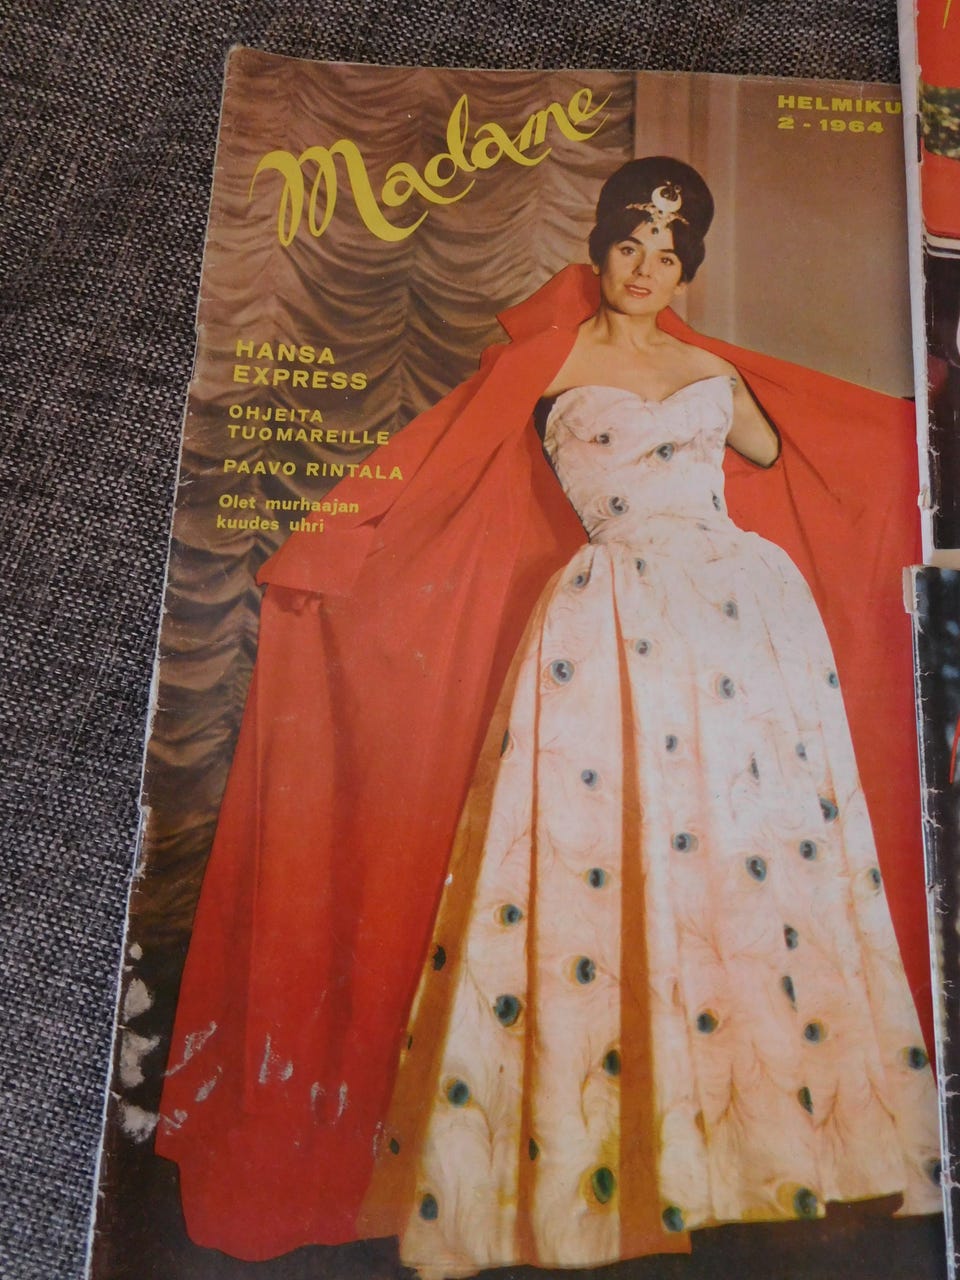 Madame
HELMIKU
2 - 1964
HANSA
EXPRESS
OHJEITA
TUOMAREILLE
PAAVO RINTALA
Olet murhaajan
kuudes uhri